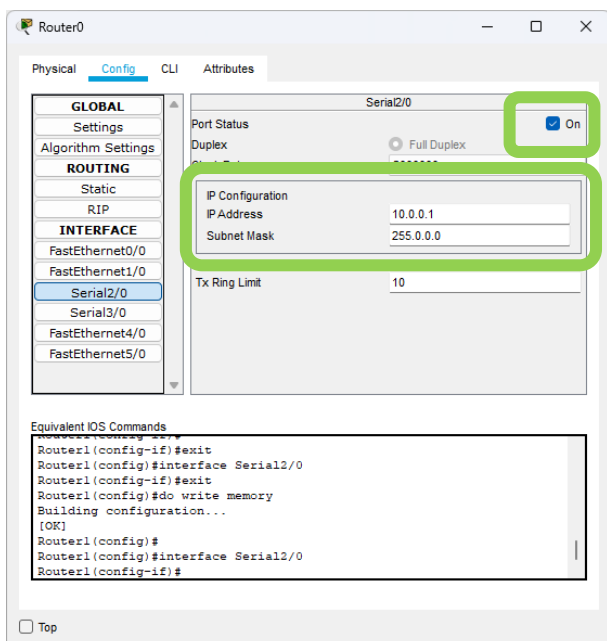 Router0
Physical Config CLI Attributes
GLOBAL
Settings
Algorithm Settings
ROUTING
Static
RIP
INTERFACE
FastEthernet0/0
FastEthernet1/0
Serial2/0
Serial3/0
FastEthernet4/0
FastEthernet5/0
Serial2/0
Port Status On
Duplex Full Duplex
IP Configuration
IP Address 10.0.0.1
Subnet Mask 255.0.0.0
Tx Ring Limit 10
Equivalent IOS Commands
Router1(config-if)#exit
Router1(config)#interface Serial2/0
Router1(config-if)#exit
Router1(config)#do write memory
Building configuration...
[OK]
Router1(config)#
Router1(config)#interface Serial2/0
Router1(config-if)#
Top